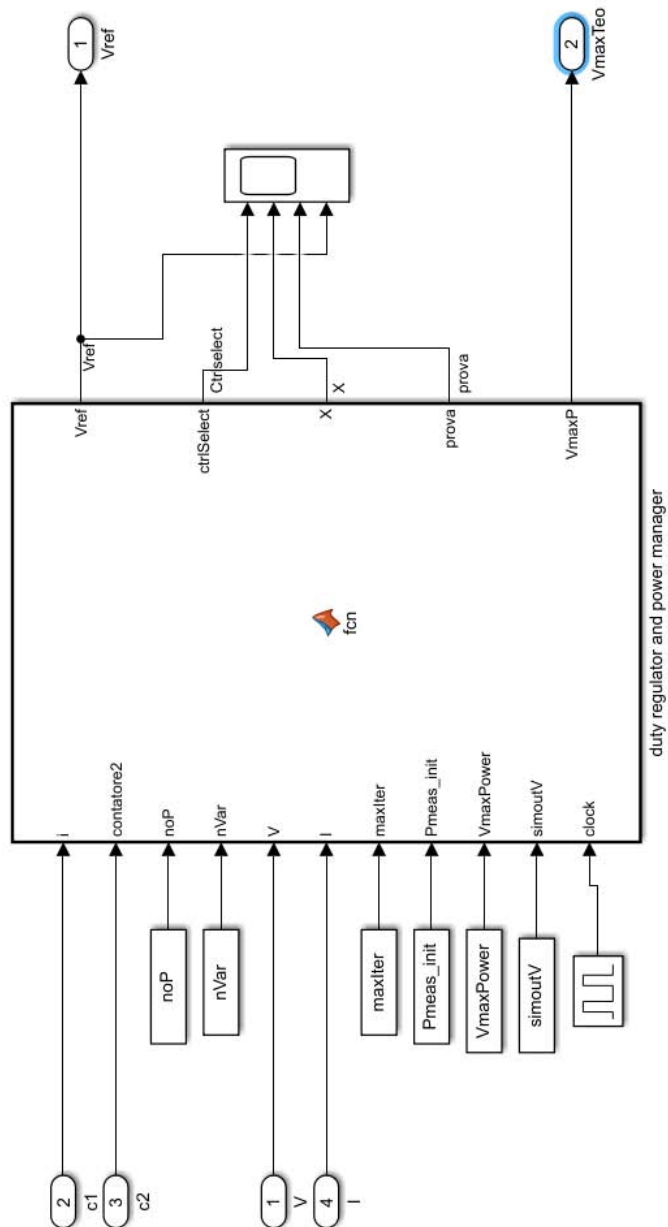 2
c1
3
c2
1
V
4
I
noP
nVar
maxIter
Pmeas_init
VmaxPower
simoutV
i
contatore2
noP
nVar
V
I
maxIter
Pmeas_init
VmaxPower
simoutV
clock
fcn
Vref
ctrlSelect
X
prova
VmaxP
Vref
Ctrlselect
X
prova
1
Vref
2
VmaxTeo
duty regulator and power manager